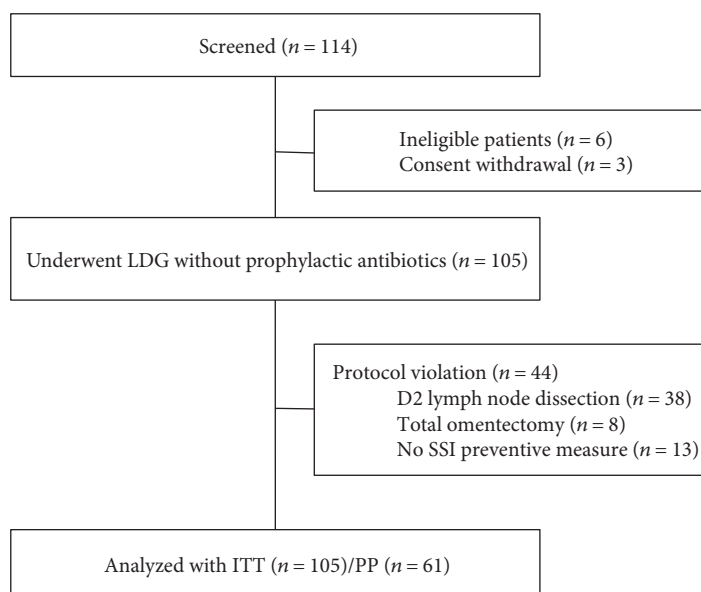 Screened (n = 114)
Ineligible patients (n = 6)
Consent withdrawal (n = 3)
Underwent LDG without prophylactic antibiotics (n = 105)
Protocol violation (n = 44)
D2 lymph node dissection (n = 38)
Total omentectomy (n = 8)
No SSI preventive measure (n = 13)
Analyzed with ITT (n = 105)/PP (n = 61)